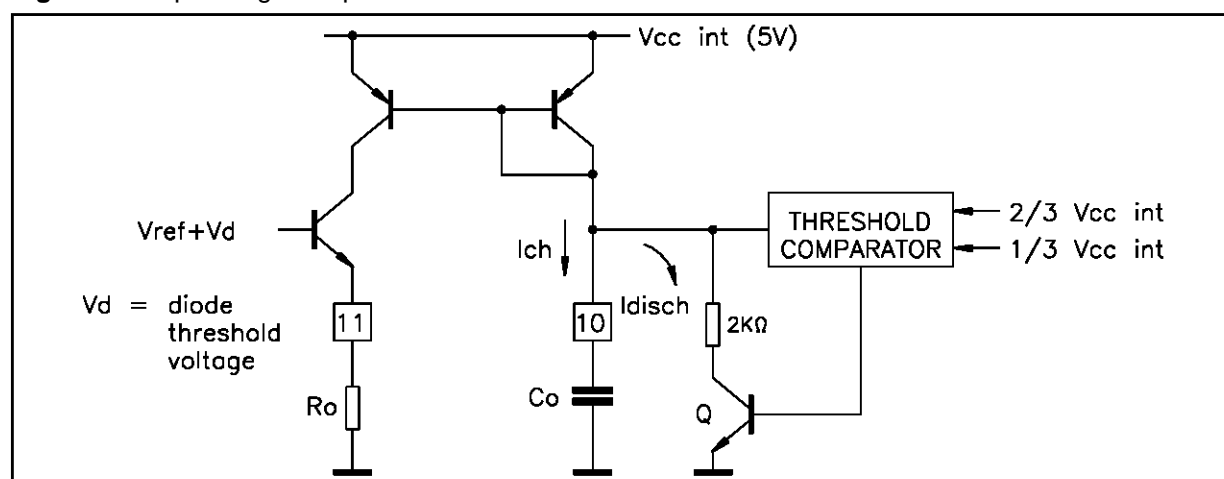 Vcc int (5V)
Vref+Vd
Vd = diode
threshold
voltage
11
Ro
Ich
10
Co
Idisch
2KΩ
Q
THRESHOLD
COMPARATOR
2/3 Vcc int
1/3 Vcc int